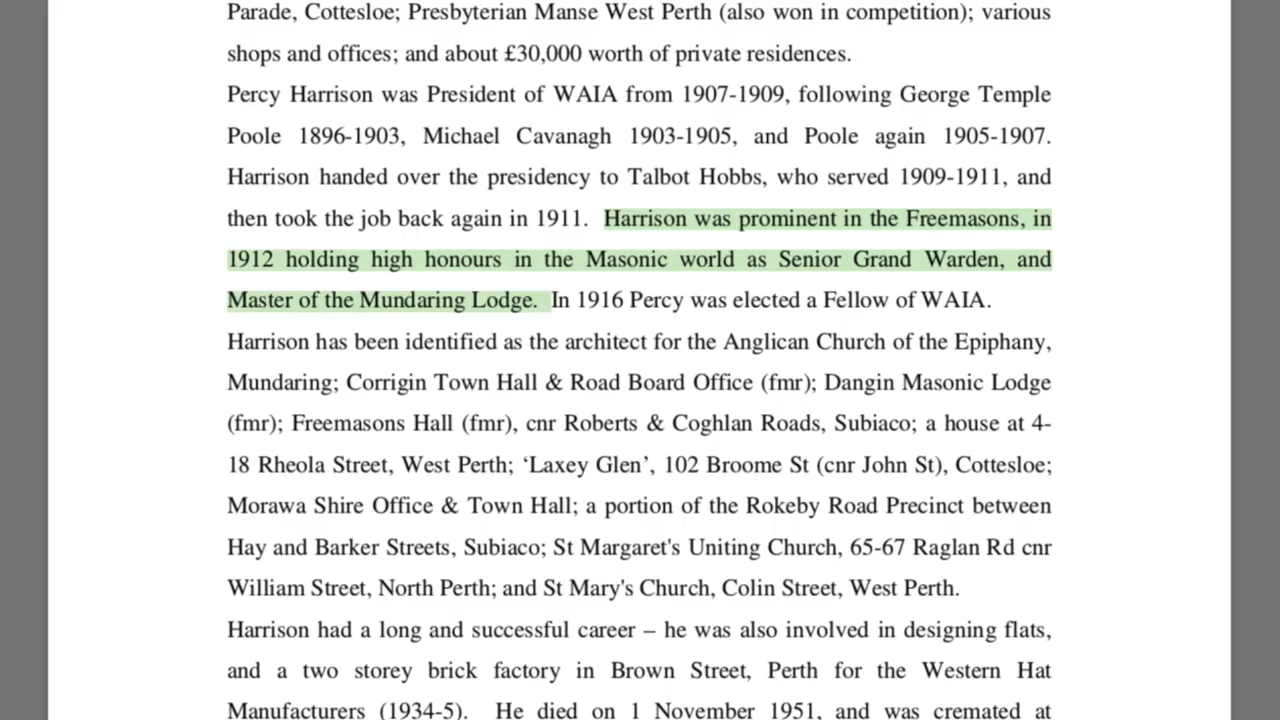 Parade, Cottesloe; Presbyterian Manse West Perth (also won in competition); various
shops and offices; and about £30,000 worth of private residences.
Percy Harrison was President of WAIA from 1907-1909, following George Temple
Poole 1896-1903, Michael Cavanagh 1903-1905, and Poole again 1905-1907.
Harrison handed over the presidency to Talbot Hobbs, who served 1909-1911, and
then took the job back again in 1911. Harrison was prominent in the Freemasons, in
1912 holding high honours in the Masonic world as Senior Grand Warden, and
Master of the Mundaring Lodge. In 1916 Percy was elected a Fellow of WAIA.
Harrison has been identified as the architect for the Anglican Church of the Epiphany,
Mundaring; Corrigin Town Hall & Road Board Office (fmr); Dangin Masonic Lodge
(fmr); Freemasons Hall (fmr), cnr Roberts & Coghlan Roads, Subiaco; a house at 4-
18 Rheola Street, West Perth; ‘Laxey Glen’, 102 Broome St (cnr John St), Cottesloe;
Morawa Shire Office & Town Hall; a portion of the Rokeby Road Precinct between
Hay and Barker Streets, Subiaco; St Margaret's Uniting Church, 65-67 Raglan Rd cnr
William Street, North Perth; and St Mary's Church, Colin Street, West Perth.
Harrison had a long and successful career – he was also involved in designing flats,
and a two storey brick factory in Brown Street, Perth for the Western Hat
Manufacturers (1934-5). He died on 1 November 1951, and was cremated at